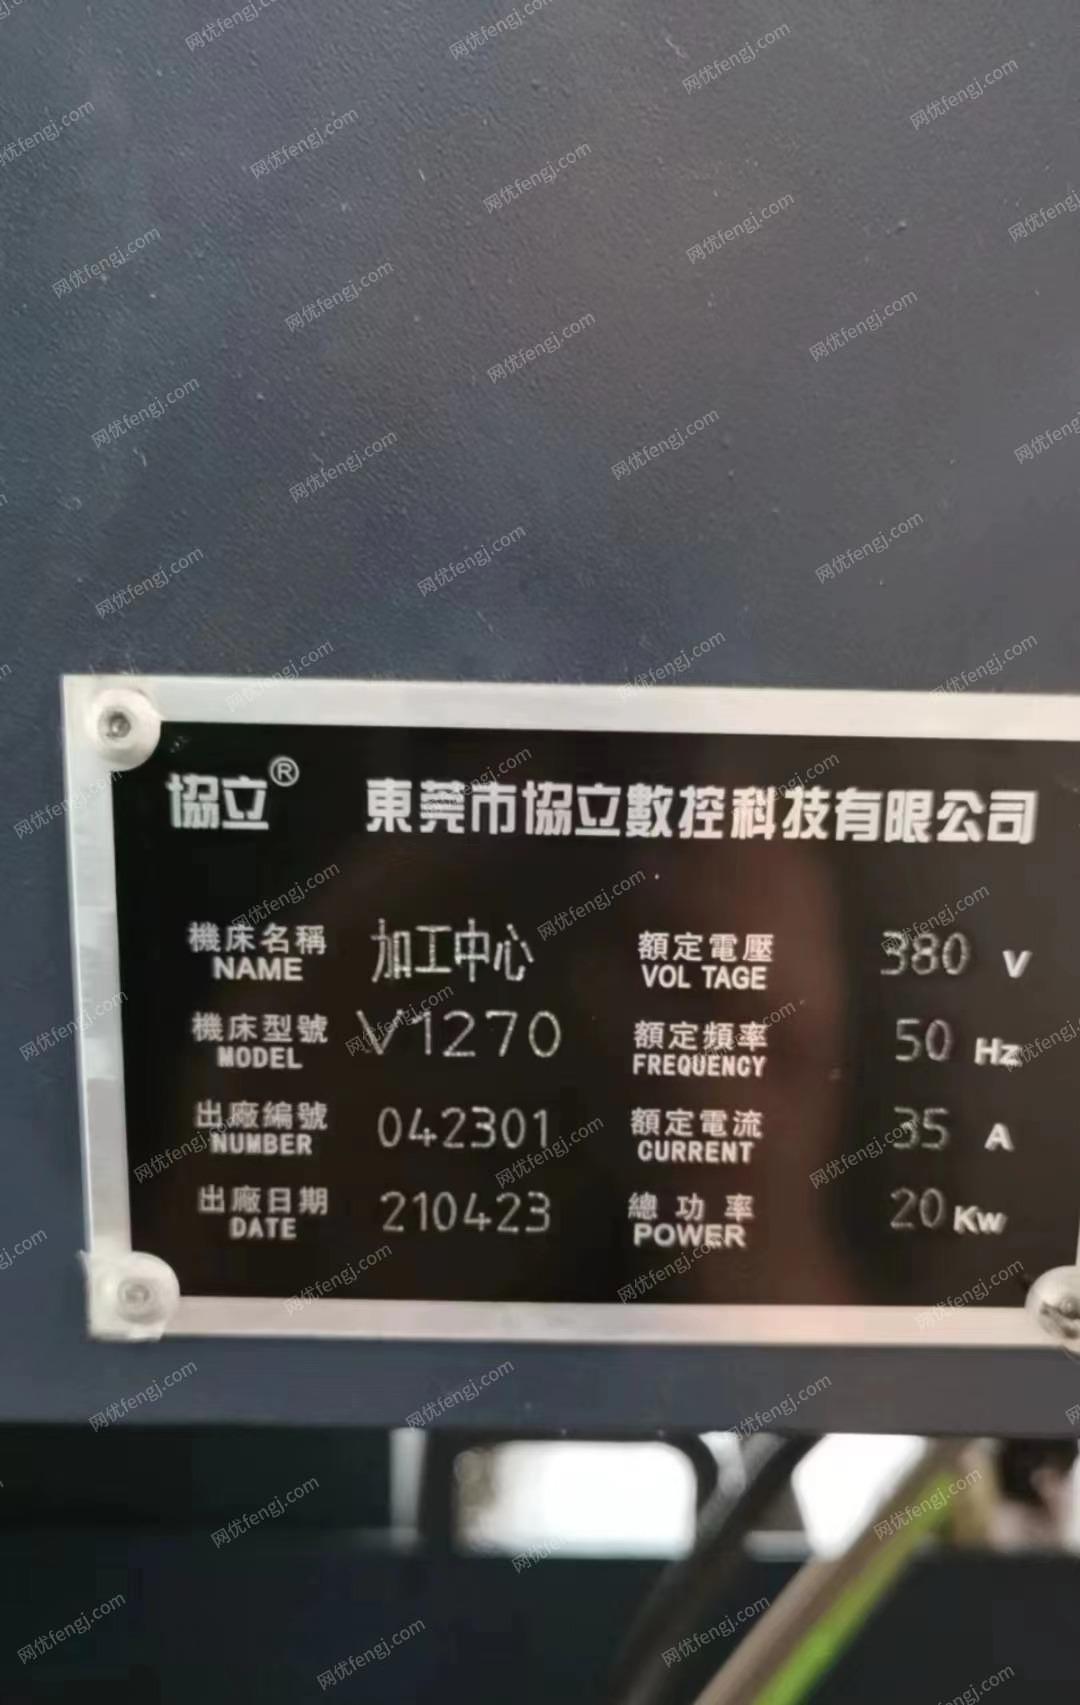 協立® 東莞市協立數控科技有限公司
機床名稱 加工中心 額定電壓 380 V
NAME VOL TAGE
機床型號 V1270 額定頻率 50 Hz
MODEL FREQUENCY
出廠編號 042301 額定電流 35 A
NUMBER CURRENT
出廠日期 210423 總功率 20 Kw
DATE POWER
网优fengj.com